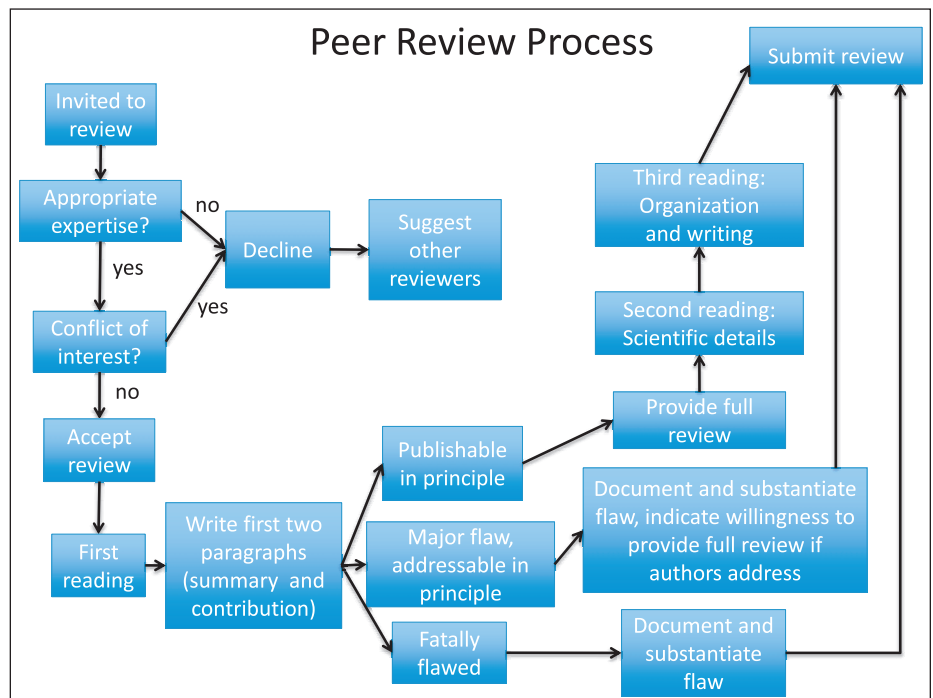 Peer Review Process
Invited to
review
Appropriate
expertise?
no
yes
Decline
Suggest
other
reviewers
Conflict of
interest?
yes
no
Accept
review
First
reading
Write first two
paragraphs
(summary and
contribution)
Publishable
in principle
Provide full
review
Second reading:
Scientific details
Third reading:
Organization
and writing
Submit review
Major flaw,
addressable in
principle
Document and substantiate
flaw, indicate willingness to
provide full review if
authors address
Fatally
flawed
Document and
substantiate
flaw